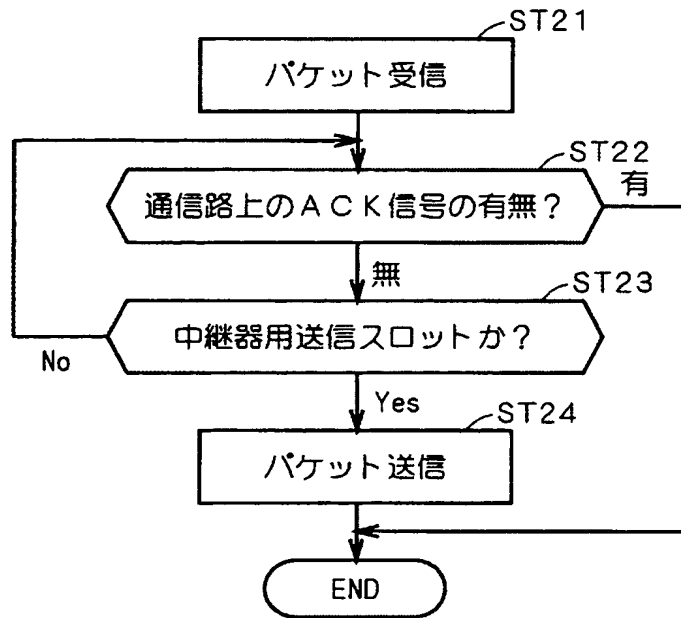 ST21
パケット受信
ST22
通信路上のACK信号の有無?
有
無
ST23
中継器用送信スロットか?
No
Yes
ST24
パケット送信
END